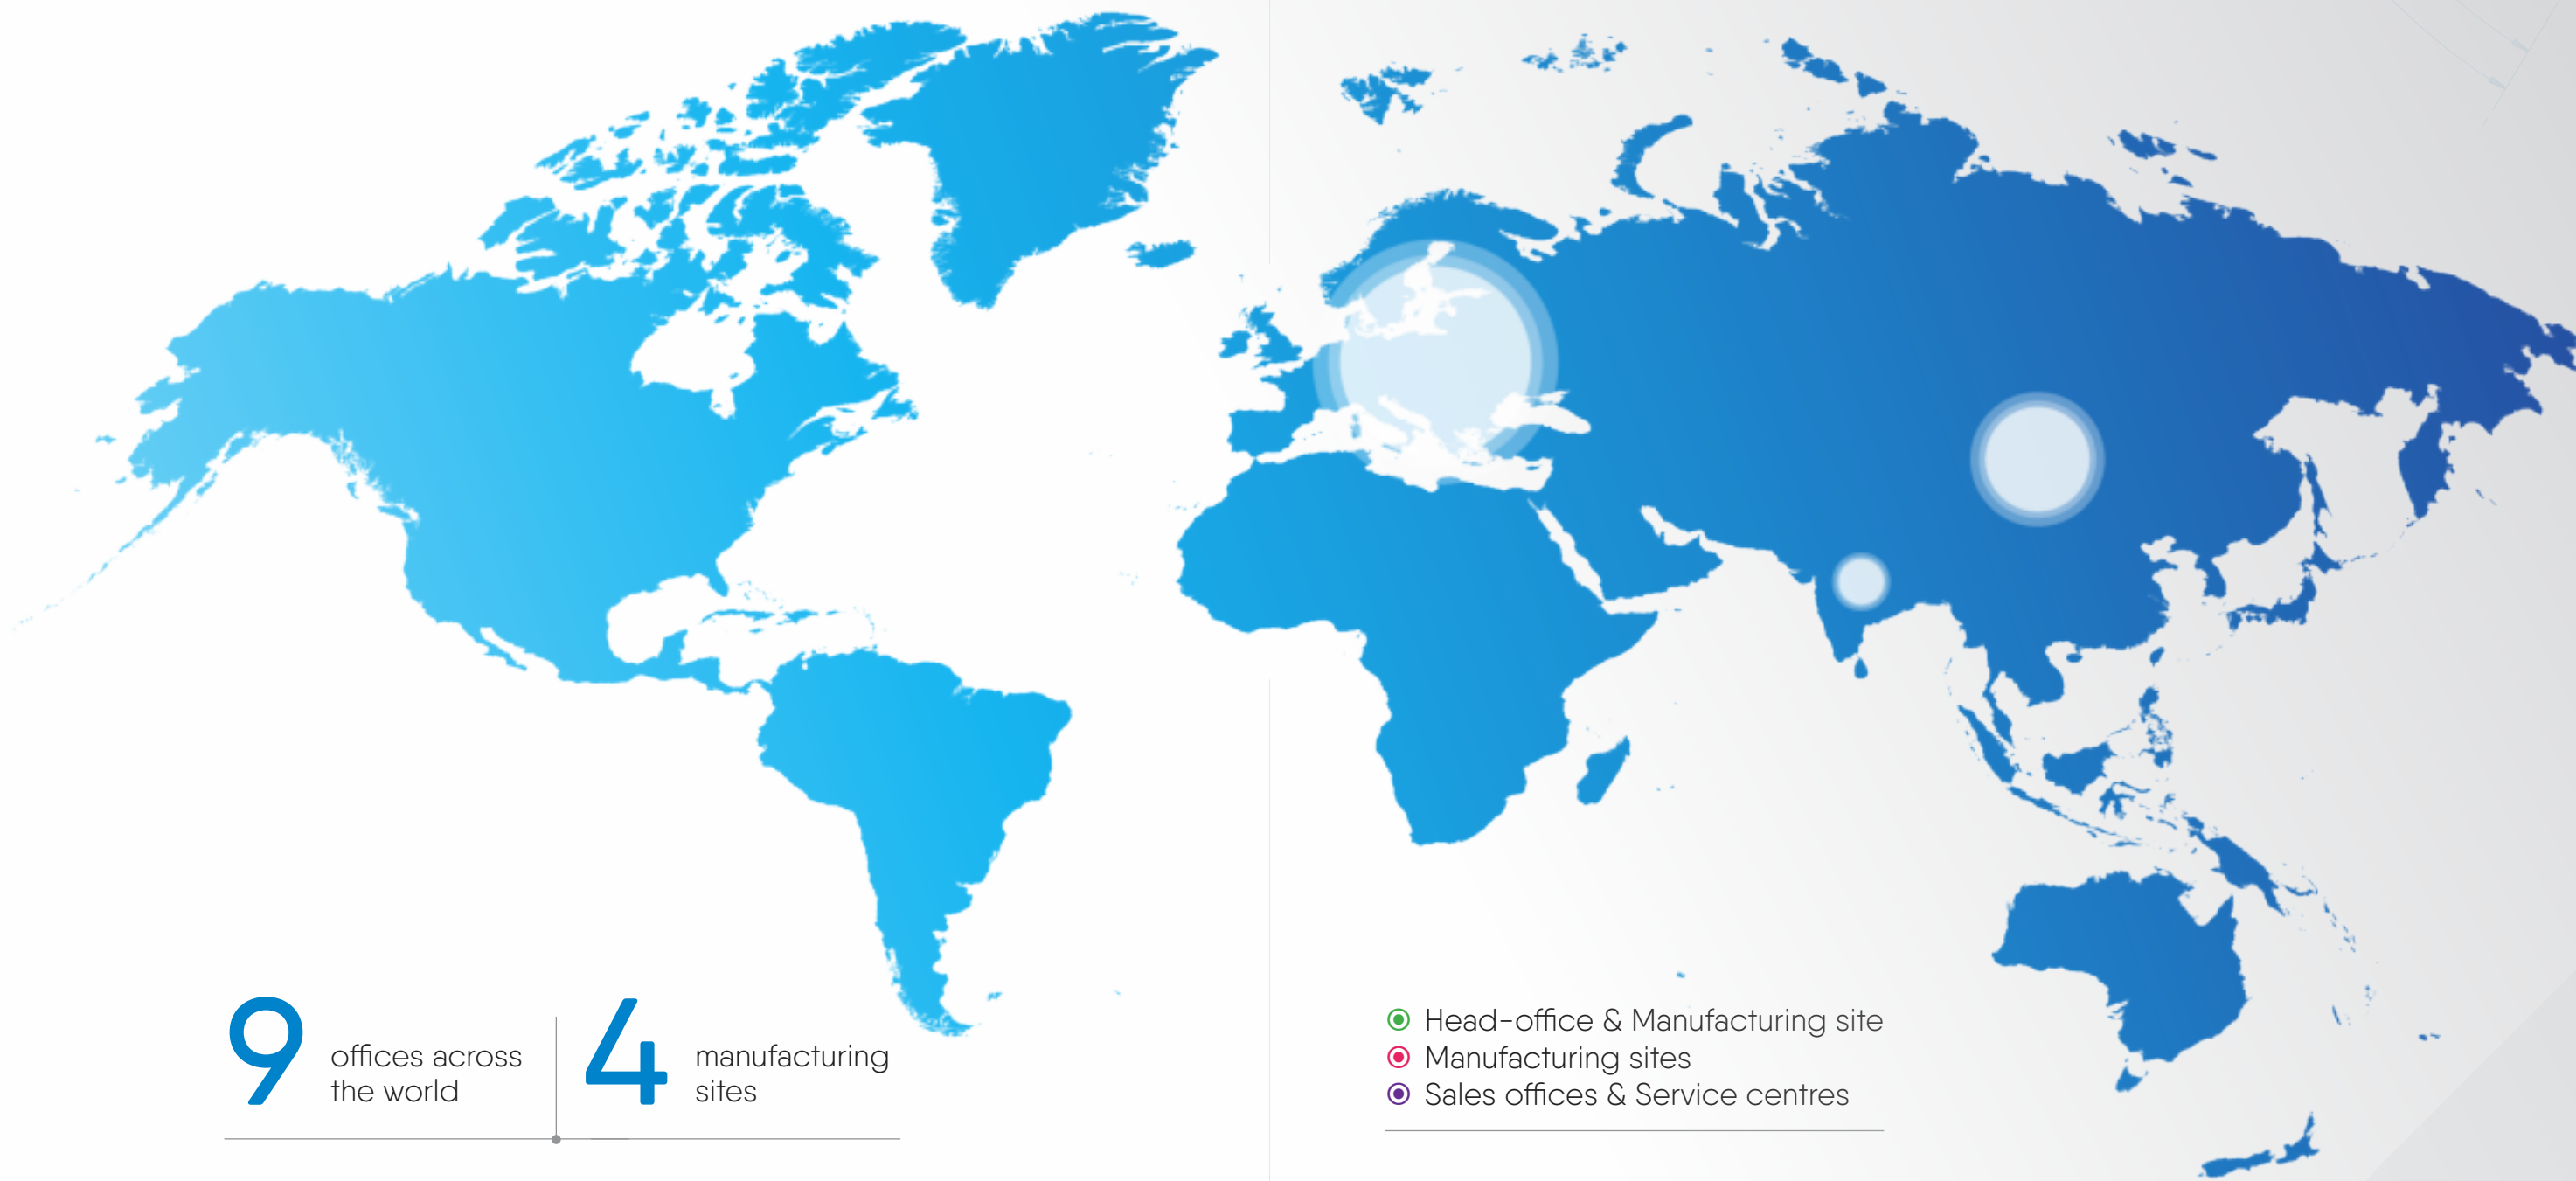 9 offices across
the world
4 manufacturing
sites
Head-office & Manufacturing site
Manufacturing sites
Sales offices & Service centres